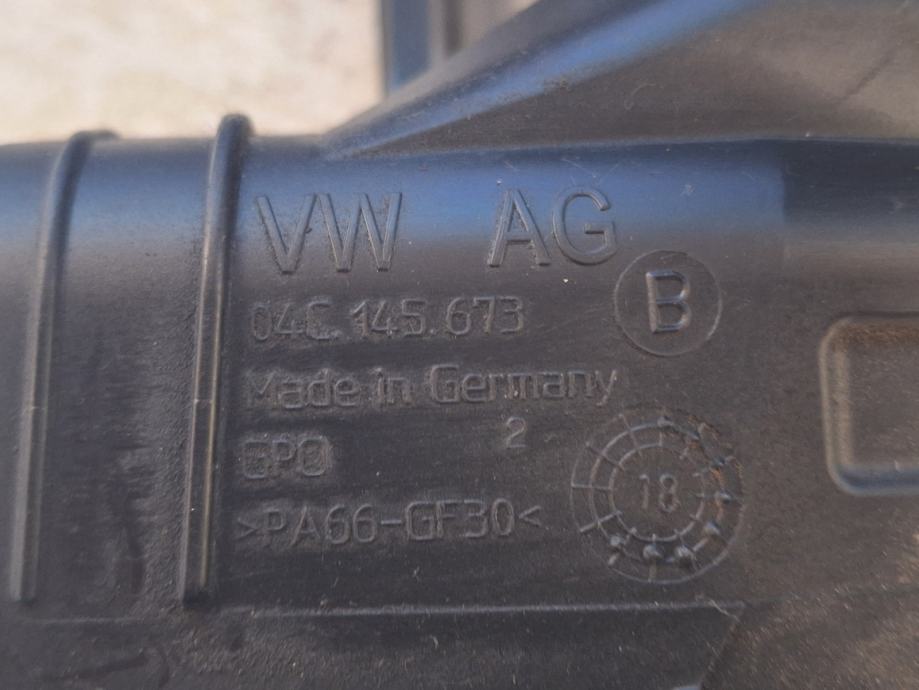 VW AG
04C.145.673 B
Made in Germany
GPO 2
>PA66-GF30<
18